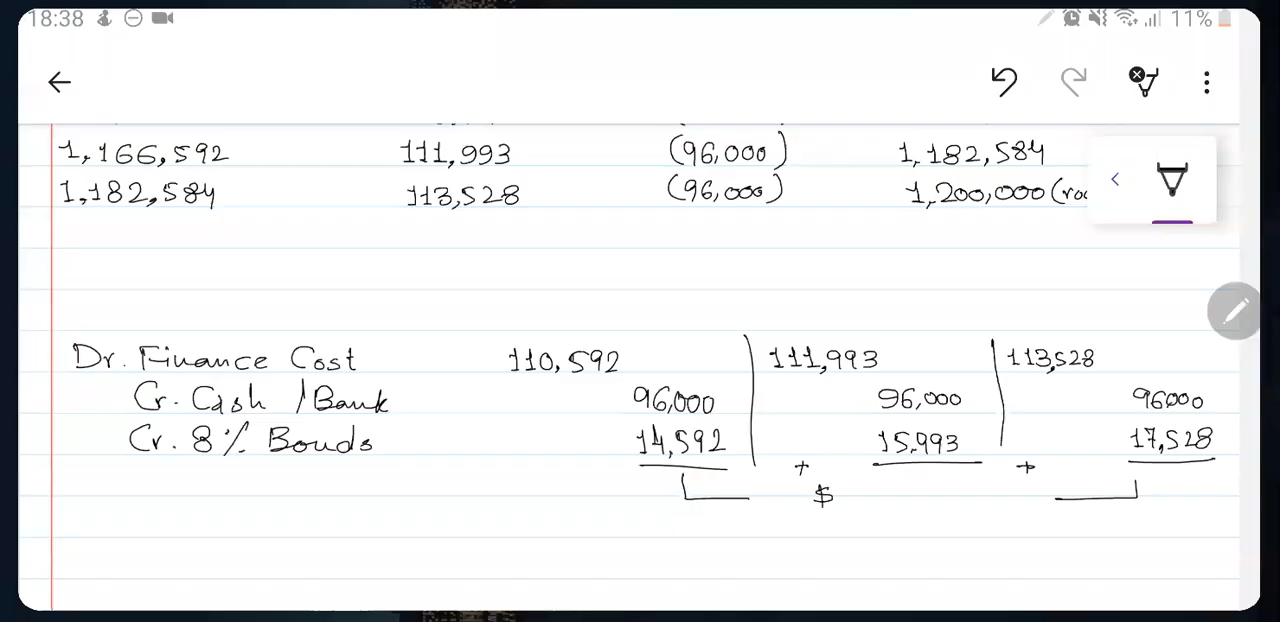 18:38 11%
1,166,592 111,993 (96,000) 1,182,584
1,182,584 113,528 (96,000) 1,200,000 (rou
Dr. Finance Cost 110,592 111,993 113,528
Cr. Cash / Bank 96,000 96,000 96000
Cr. 8% Bonds 14,592 15,993 17,528
+ +
$